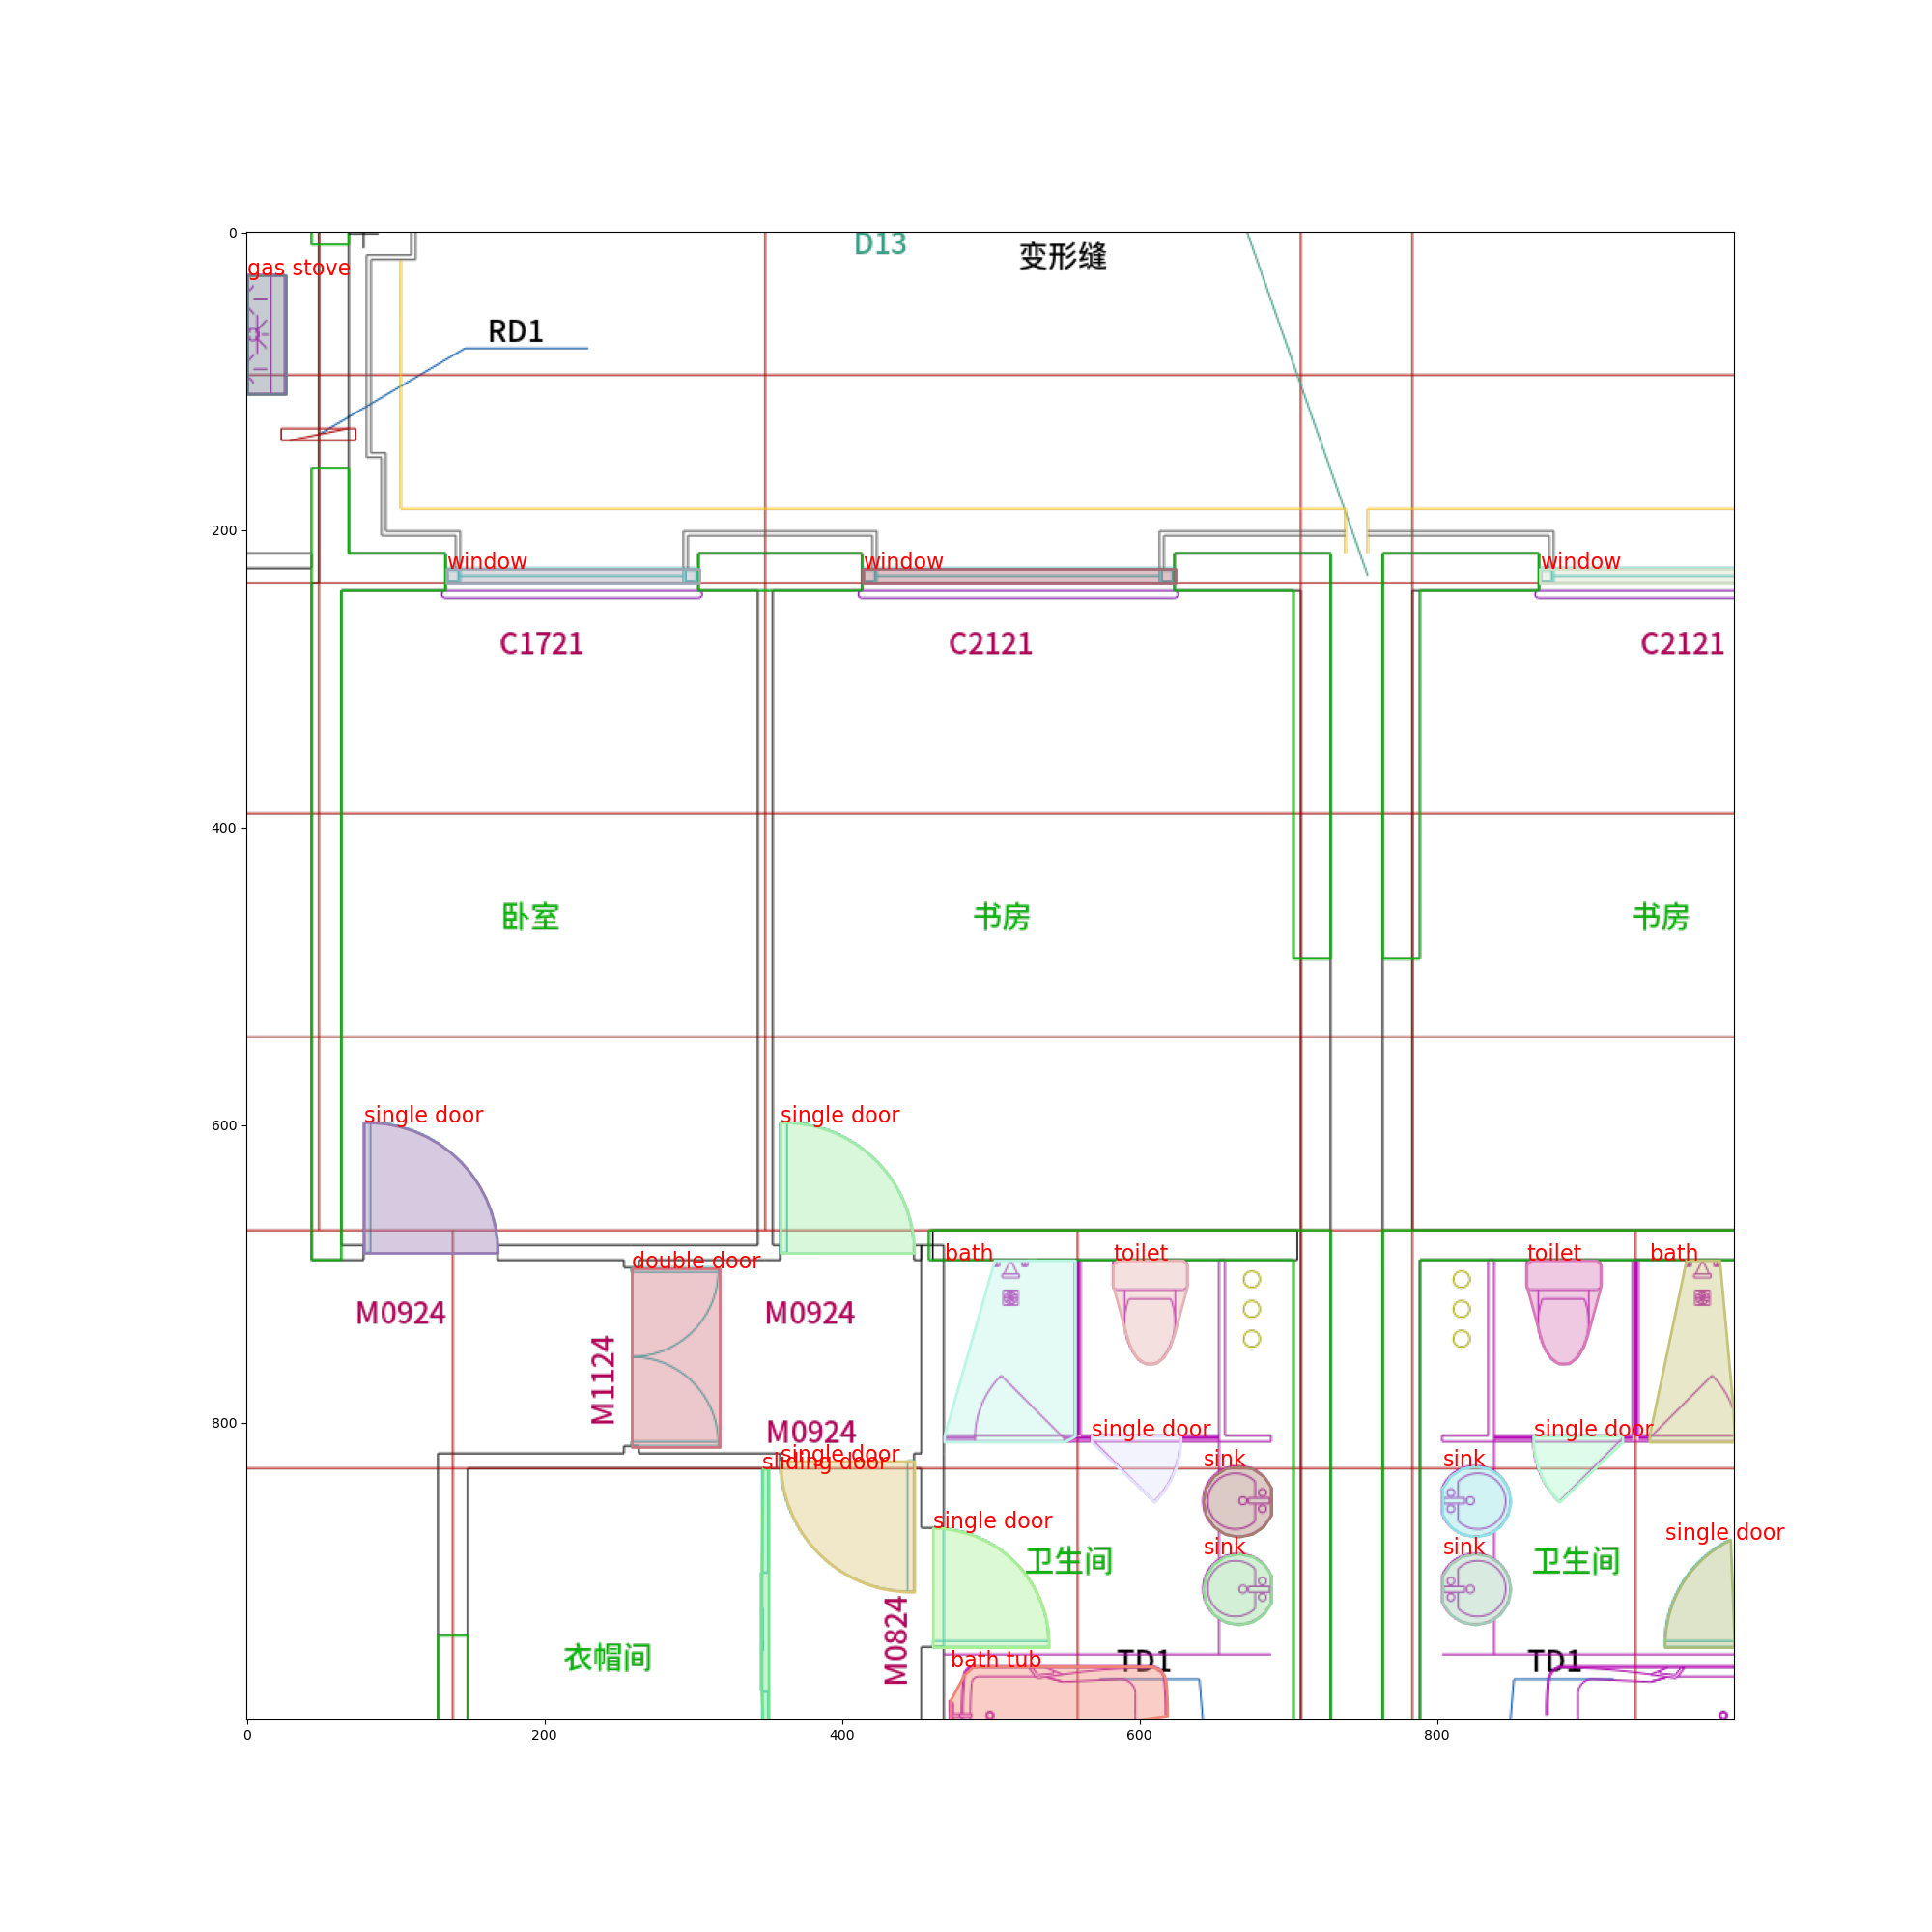 0
D13
变形缝
gas stove
RD1
200
window
window
window
C1721
C2121
C2121
400
卧室
书房
书房
600
single door
single door
double door
bath
toilet
toilet
bath
M0924
M0924
M1124
800
M0924
single door
single door
single door
sliding door
sink
sink
single door
single door
sink
sink
卫生间
卫生间
衣帽间
M0824
bath tub
TD1
TD1
0
200
400
600
800